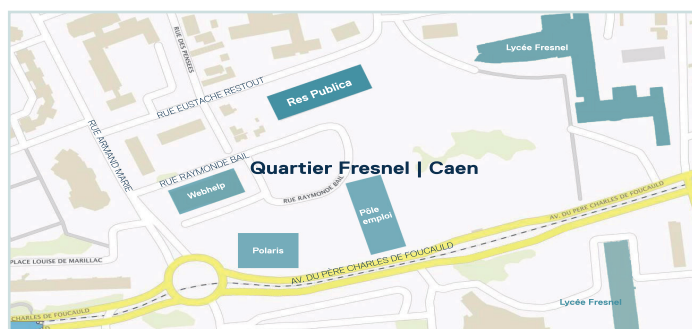 RUE DES PENSÉES
Lycée Fresnel
RUE EUSTACHE RESTOUT
Res Publica
RUE ARMAND MARIE
RUE RAYMONDE BAIL
Quartier Fresnel | Caen
Webhelp
RUE RAYMONDE BAIL
Pôle
emploi
AV. DU PÈRE CHARLES DE FOUCAULD
Polaris
AV. DU PÈRE CHARLES DE FOUCAULD
PLACE LOUISE DE MARILLAC
Lycée Fresnel
CHARLES DE FOUCAULD